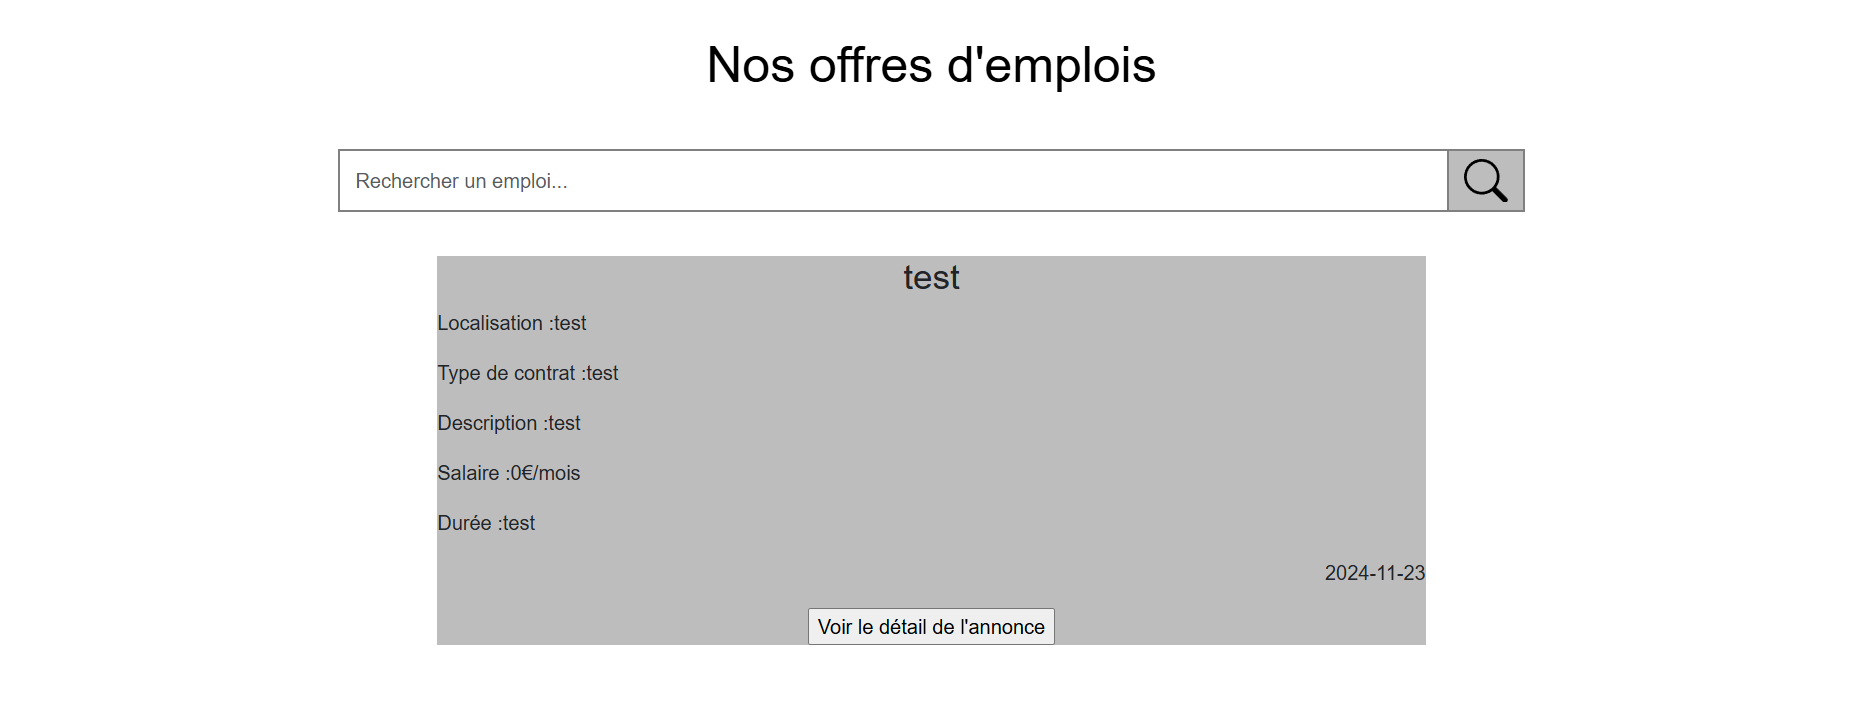 Nos offres d'emplois
Rechercher un emploi...
test
Localisation :test
Type de contrat :test
Description :test
Salaire :0€/mois
Durée :test
2024-11-23
Voir le détail de l'annonce